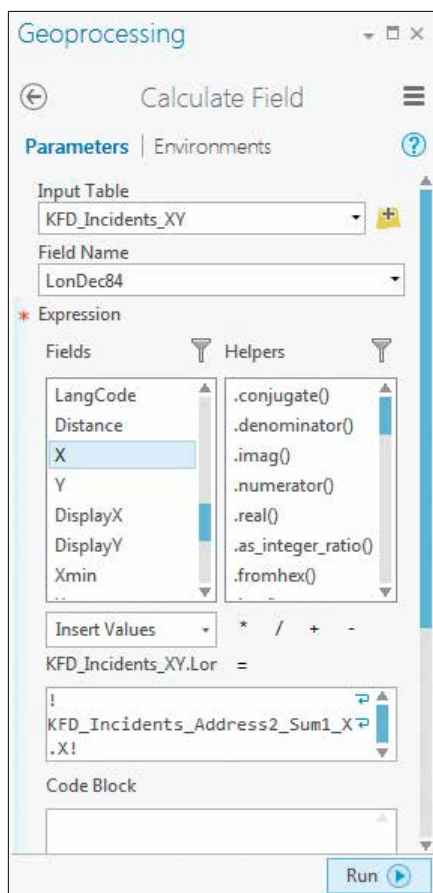 Geoprocessing
Calculate Field
Parameters | Environments
Input Table
KFD_Incidents_XY
Field Name
LonDec84
* Expression
Fields Helpers
LangCode
Distance
X
Y
DisplayX
DisplayY
Xmin
.conjugate()
.denominator()
.imag()
.numerator()
.real()
.as_integer_ratio()
.fromhex()
Insert Values * / + -
KFD_Incidents_XY.Lor =
!
KFD_Incidents_Address2_Sum1_X
.X!
Code Block
Run